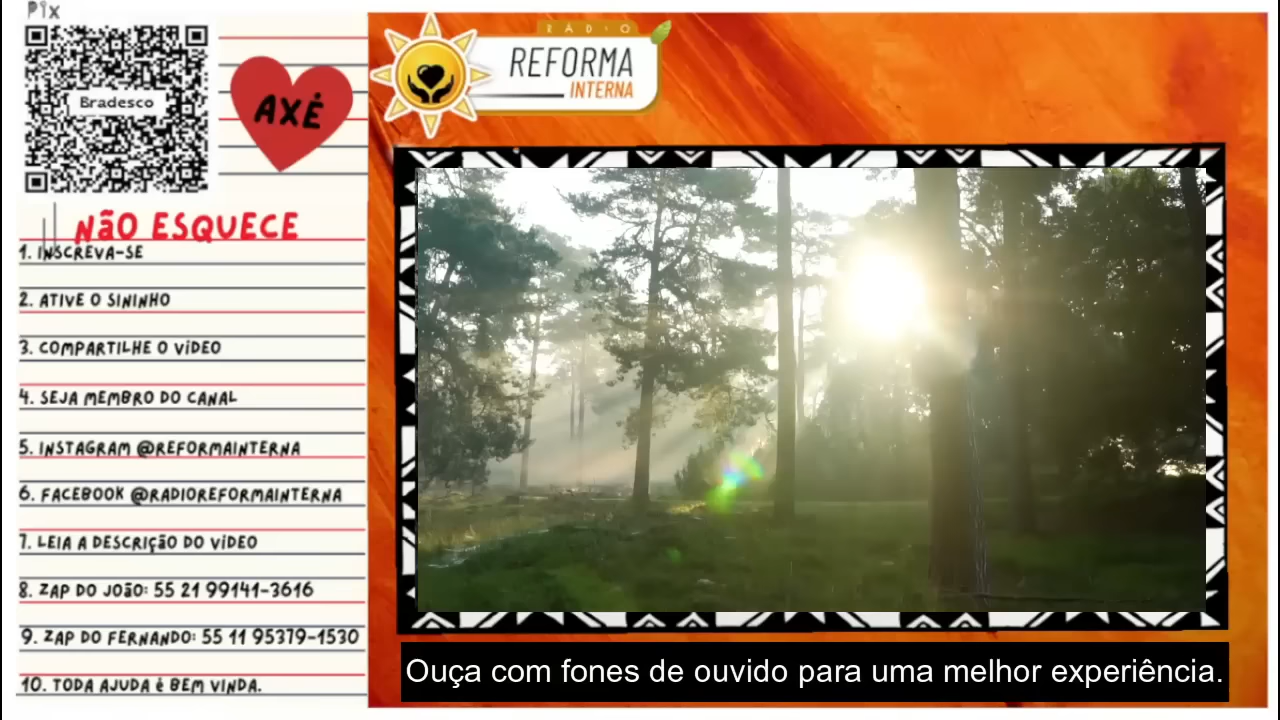 Pix
Bradesco
AXÉ
NÃO ESQUECE
1. INSCREVA-SE
2. ATIVE O SININHO
3. COMPARTILHE O VÍDEO
4. SEJA MEMBRO DO CANAL
5. INSTAGRAM @REFORMAINTERNA
6. FACEBOOK @RADIOREFORMAINTERNA
7. LEIA A DESCRIÇÃO DO VÍDEO
8. ZAP DO JOÃO: 55 21 99141-3616
9. ZAP DO FERNANDO: 55 11 95379-1530
10. TODA AJUDA É BEM VINDA.
RÁDIO
REFORMA
INTERNA
Ouça com fones de ouvido para uma melhor experiência.